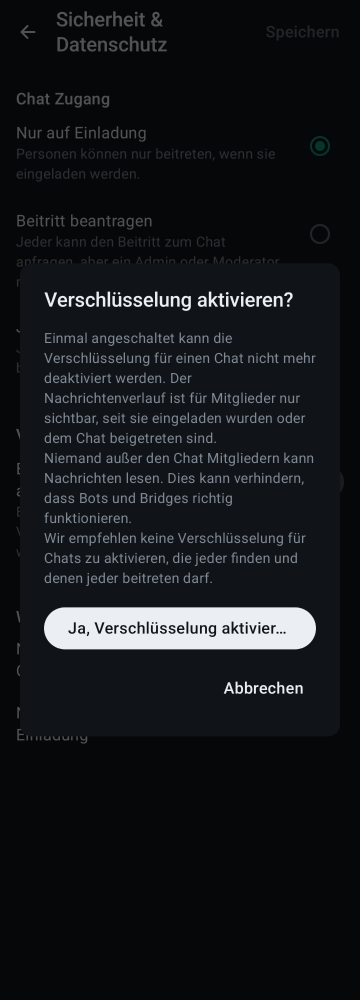 Sicherheit &
Datenschutz
Speichern
Chat Zugang
Nur auf Einladung
Personen können nur beitreten, wenn sie
eingeladen werden.
Beitritt beantragen
Jeder kann den Beitritt zum Chat
anfragen, aber ein Admin oder Moderator
Verschlüsselung aktivieren?
Einmal angeschaltet kann die
Verschlüsselung für einen Chat nicht mehr
deaktiviert werden. Der
Nachrichtenverlauf ist für Mitglieder nur
sichtbar, seit sie eingeladen wurden oder
dem Chat beigetreten sind.
Niemand außer den Chat Mitgliedern kann
Nachrichten lesen. Dies kann verhindern,
dass Bots und Bridges richtig
funktionieren.
Wir empfehlen keine Verschlüsselung für
Chats zu aktivieren, die jeder finden und
denen jeder beitreten darf.
Ja, Verschlüsselung aktivier...
Abbrechen
Einladung